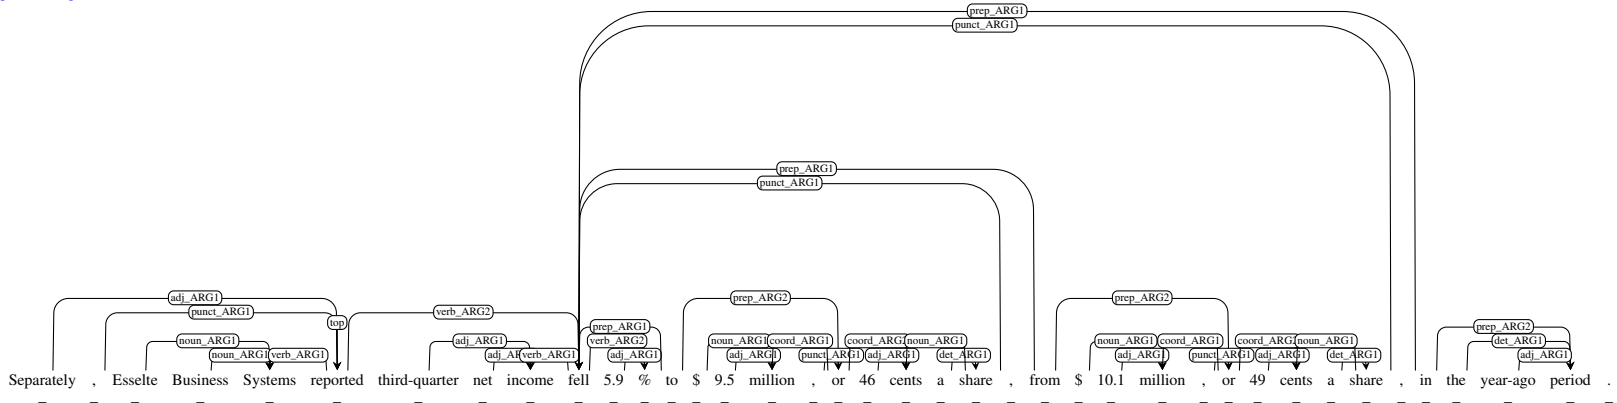 prep_ARG1
punct_ARG1
prep_ARG1
punct_ARG1
adj_ARG1 prep_ARG2 prep_ARG2
punct_ARG1 verb_ARG2
top prep_ARG1 prep_ARG2
noun_ARG1 adj_ARG1 verb_ARG2 noun_ARG1 coord_ARG1 coord_ARG2 noun_ARG1 noun_ARG1 coord_ARG1 coord_ARG2 noun_ARG1 det_ARG1
noun_ARG1 verb_ARG1 adj_ARG1 verb_ARG1 adj_ARG1 adj_ARG1 punct_ARG1 adj_ARG1 det_ARG1 adj_ARG1 punct_ARG1 adj_ARG1 det_ARG1 adj_ARG1
Separately , Esselte Business Systems reported third-quarter net income fell 5.9 % to $ 9.5 million , or 46 cents a share , from $ 10.1 million , or 49 cents a share , in the year-ago period .